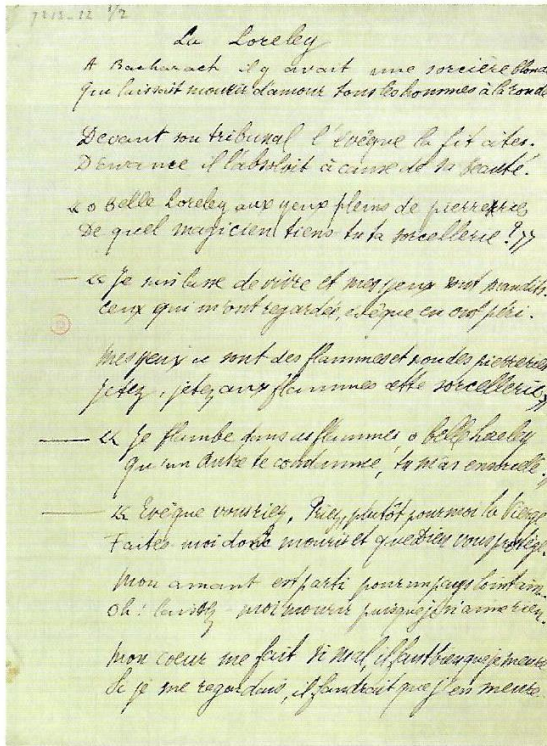 La Loreley
A Bacharach il y avait une sorcière blonde
Qui laissait mourir d'amour tous les hommes à la ronde
Devant son tribunal l'évêque la fit citer.
D'avance il l'absolvit à cause de sa beauté.
« O belle Loreley aux yeux pleins de pierreries
De quel magicien tiens tu ta sorcellerie ? »
— « Je suis lasse de vivre et mes yeux sont maudits
Ceux qui m'ont regardée, évêque en ont péri.
Mes yeux ce sont des flammes et non des pierreries
Jetez, jetez aux flammes cette sorcellerie »
— « Je flambe dans ces flammes ô belle Loreley
Qu'un autre te condamne, tu m'as ensorcelé. »
— « Evêque vous riez, Priez plutôt pour moi la Vierge
Faites moi donc mourir et que Dieu vous protège
Mon amant est parti pour un pays lointain
Oh ! moi mourir puisque je n'aime rien.
Mon coeur me fait si mal, il faut bien que je meure
Si je me regardais, il faudrait que j'en meure